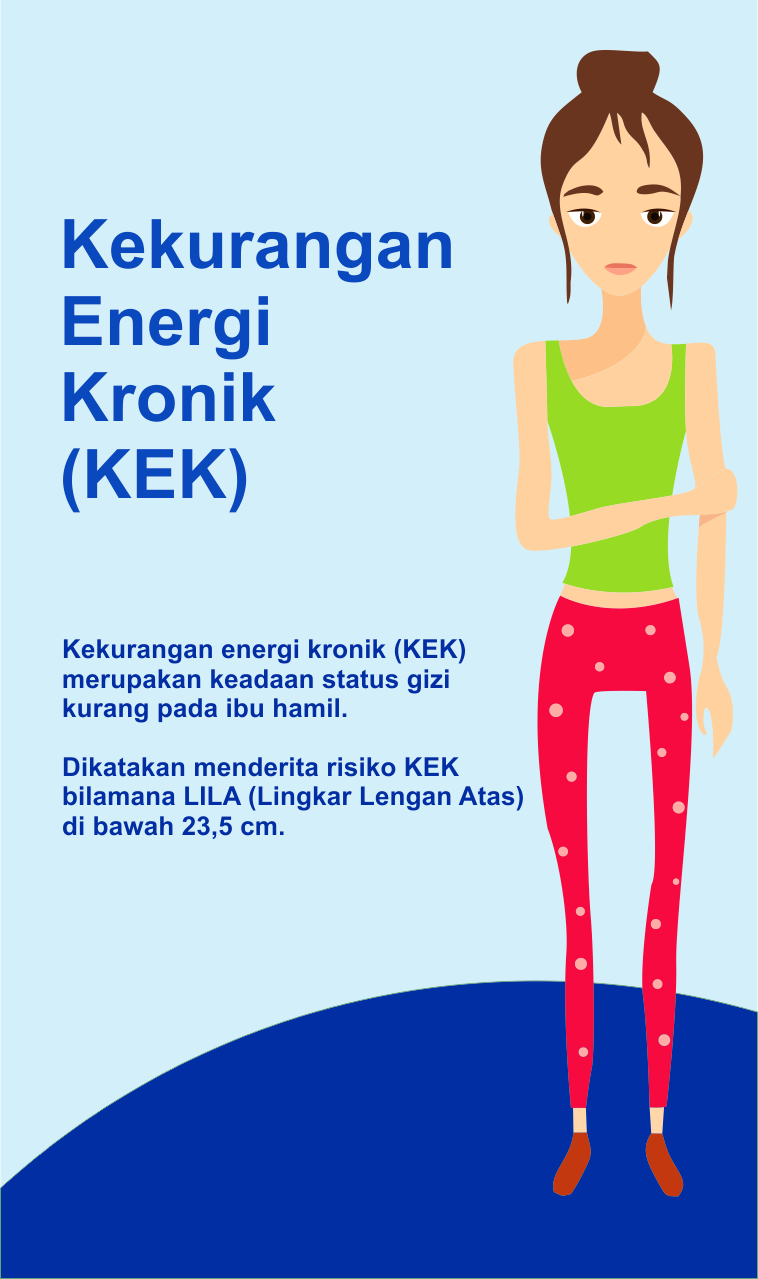 Kekurangan
Energi
Kronik
(KEK)
Kekurangan energi kronik (KEK)
merupakan keadaan status gizi
kurang pada ibu hamil.
Dikatakan menderita risiko KEK
bilamana LILA (Lingkar Lengan Atas)
di bawah 23,5 cm.